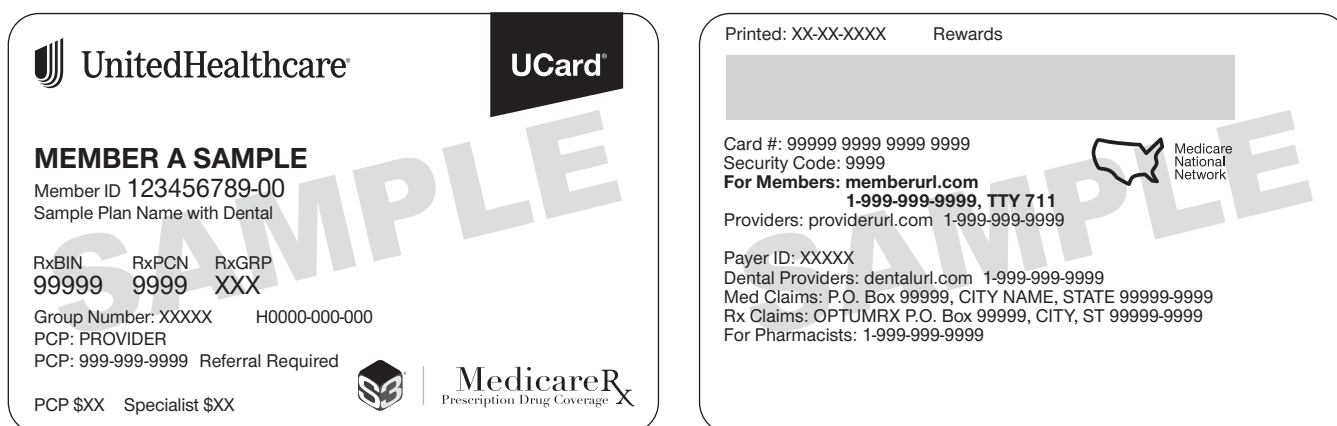 UnitedHealthcare®
UCard®
MEMBER A SAMPLE
Member ID 123456789-00
Sample Plan Name with Dental
RxBIN RxPCN RxGRP
99999 9999 XXX
Group Number: XXXXX H0000-000-000
PCP: PROVIDER
PCP: 999-999-9999 Referral Required
PCP $XX Specialist $XX
S3
MedicareRx
Prescription Drug Coverage
SAMPLE
Printed: XX-XX-XXXX Rewards
Card #: 99999 9999 9999 9999
Security Code: 9999
For Members: memberurl.com
1-999-999-9999, TTY 711
Providers: providerurl.com 1-999-999-9999
Medicare
National
Network
Payer ID: XXXXX
Dental Providers: dentalurl.com 1-999-999-9999
Med Claims: P.O. Box 99999, CITY NAME, STATE 99999-9999
Rx Claims: OPTUMRX P.O. Box 99999, CITY, ST 99999-9999
For Pharmacists: 1-999-999-9999
SAMPLE